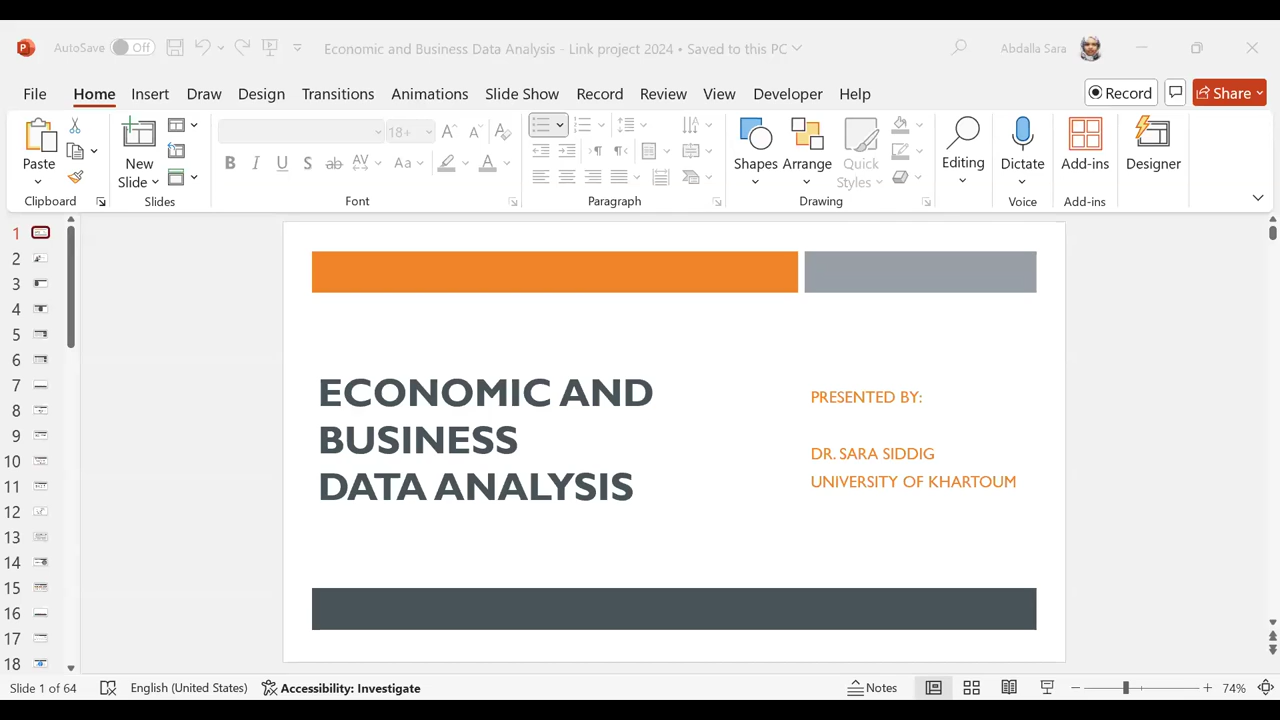 AutoSave Off Economic and Business Data Analysis - Link project 2024 • Saved to this PC Abdalla Sara
File Home Insert Draw Design Transitions Animations Slide Show Record Review View Developer Help Record Share
18+
Paste New Slide Shapes Arrange Quick Styles Editing Dictate Add-ins Designer
Clipboard Slides Font Paragraph Drawing Voice Add-ins
1
2
3
4
5
6
7
8
9
10
11
12
13
14
15
16
17
18
ECONOMIC AND
BUSINESS
DATA ANALYSIS
PRESENTED BY:
DR. SARA SIDDIG
UNIVERSITY OF KHARTOUM
Slide 1 of 64 English (United States) Accessibility: Investigate Notes 74%